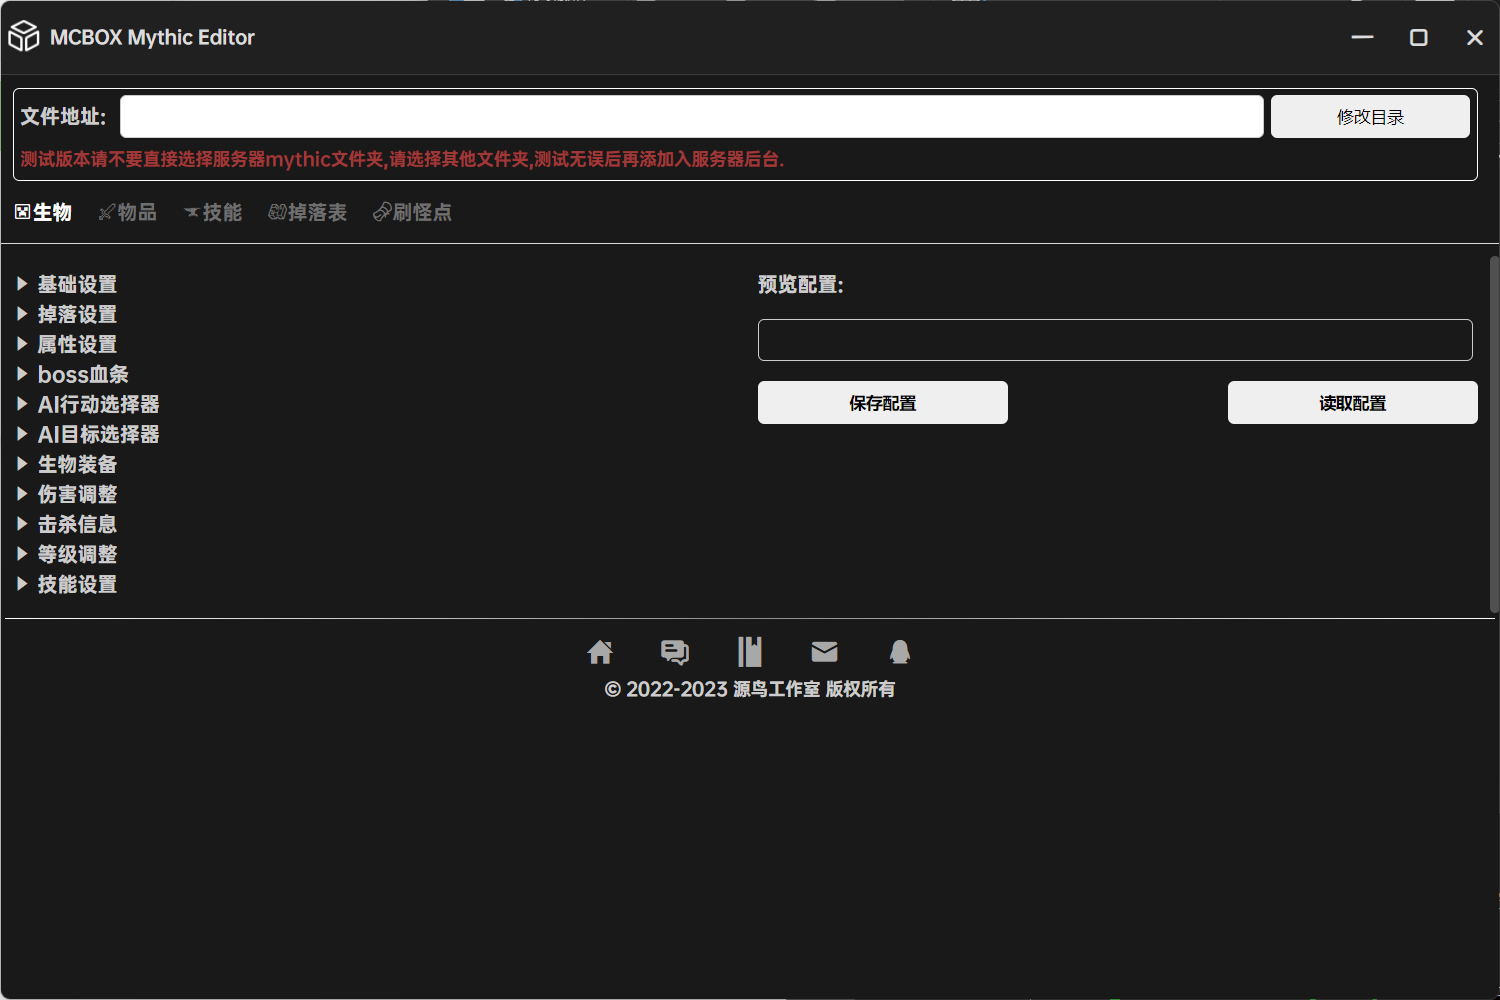 MCBOX Mythic Editor
文件地址:
修改目录
测试版本请不要直接选择服务器mythic文件夹,请选择其他文件夹,测试无误后再添加入服务器后台.
生物 物品 技能 掉落表 刷怪点
基础设置
掉落设置
属性设置
boss血条
AI行动选择器
AI目标选择器
生物装备
伤害调整
击杀信息
等级调整
技能设置
预览配置:
保存配置
读取配置
© 2022-2023 源鸟工作室 版权所有